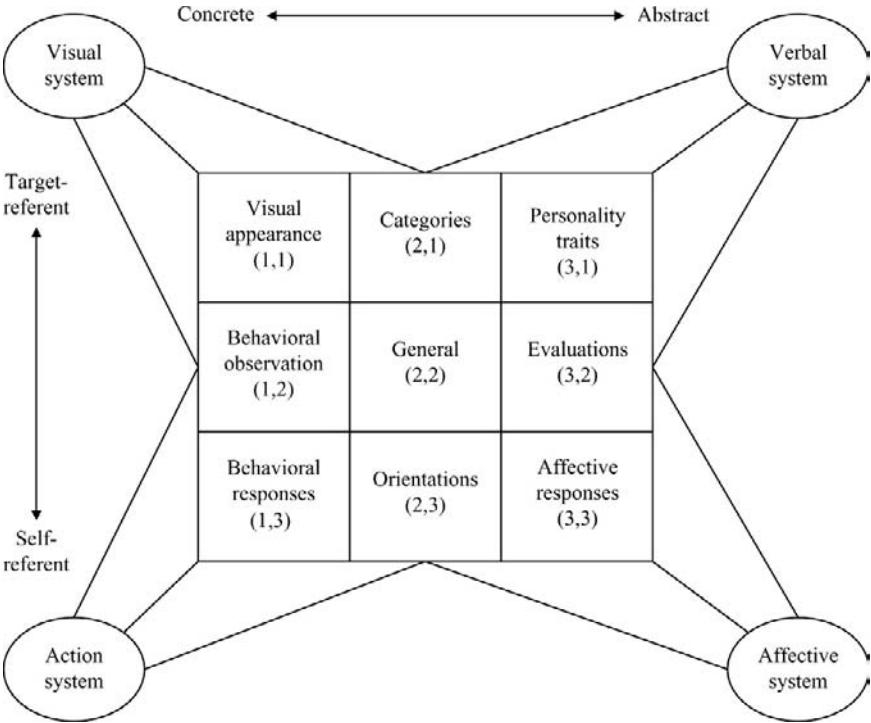 Concrete
Abstract
Visual
system
Verbal
system
Target-
referent
Self-
referent
Visual
appearance
(1,1)
Categories
(2,1)
Personality
traits
(3,1)
Behavioral
observation
(1,2)
General
(2,2)
Evaluations
(3,2)
Behavioral
responses
(1,3)
Orientations
(2,3)
Affective
responses
(3,3)
Action
system
Affective
system